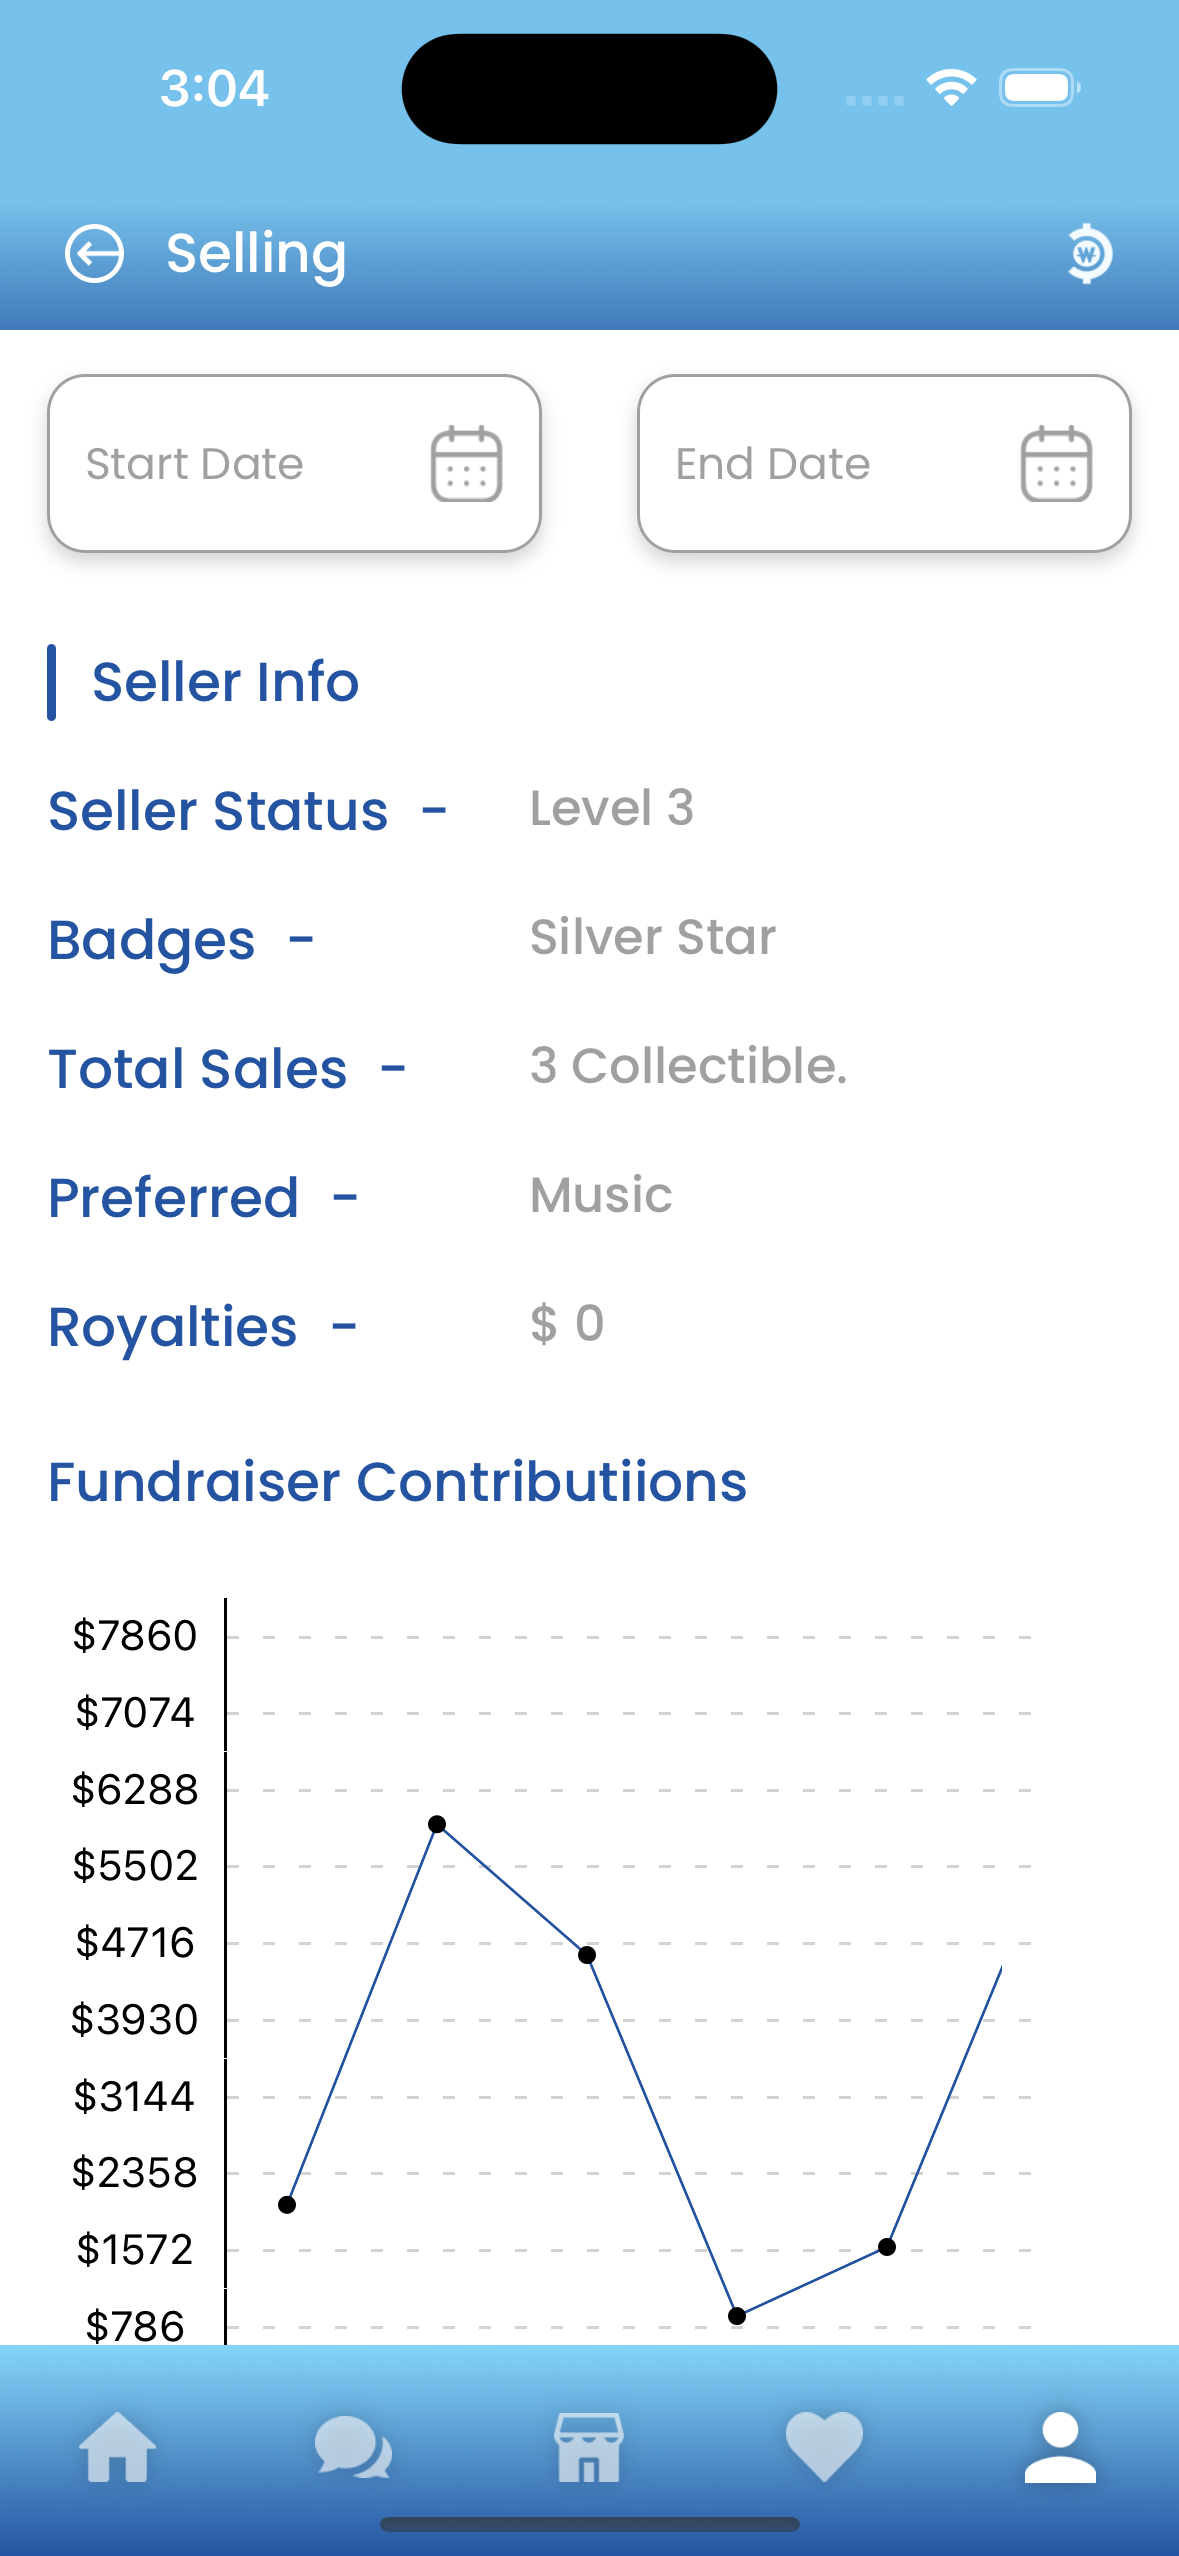 3:04
Selling
Start Date
End Date
Seller Info
Seller Status -
Level 3
Badges -
Silver Star
Total Sales -
3 Collectible.
Preferred -
Music
Royalties -
$ 0
Fundraiser Contributiions
$7860
$7074
$6288
$5502
$4716
$3930
$3144
$2358
$1572
$786